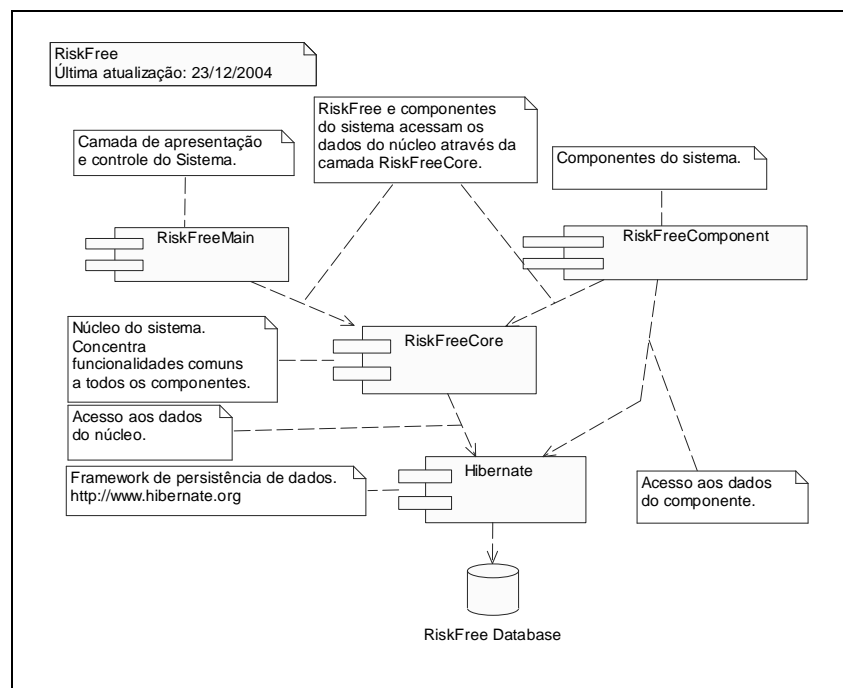 RiskFree
Última atualização: 23/12/2004
RiskFree e componentes
do sistema acessam os
dados do núcleo através da
camada RiskFreeCore.
Camada de apresentação
e controle do Sistema.
Componentes do sistema.
RiskFreeMain
RiskFreeComponent
Núcleo do sistema.
Concentra
funcionalidades comuns
a todos os componentes.
RiskFreeCore
Acesso aos dados
do núcleo.
Framework de persistência de dados.
http://www.hibernate.org
Hibernate
Acesso aos dados
do componente.
RiskFree Database